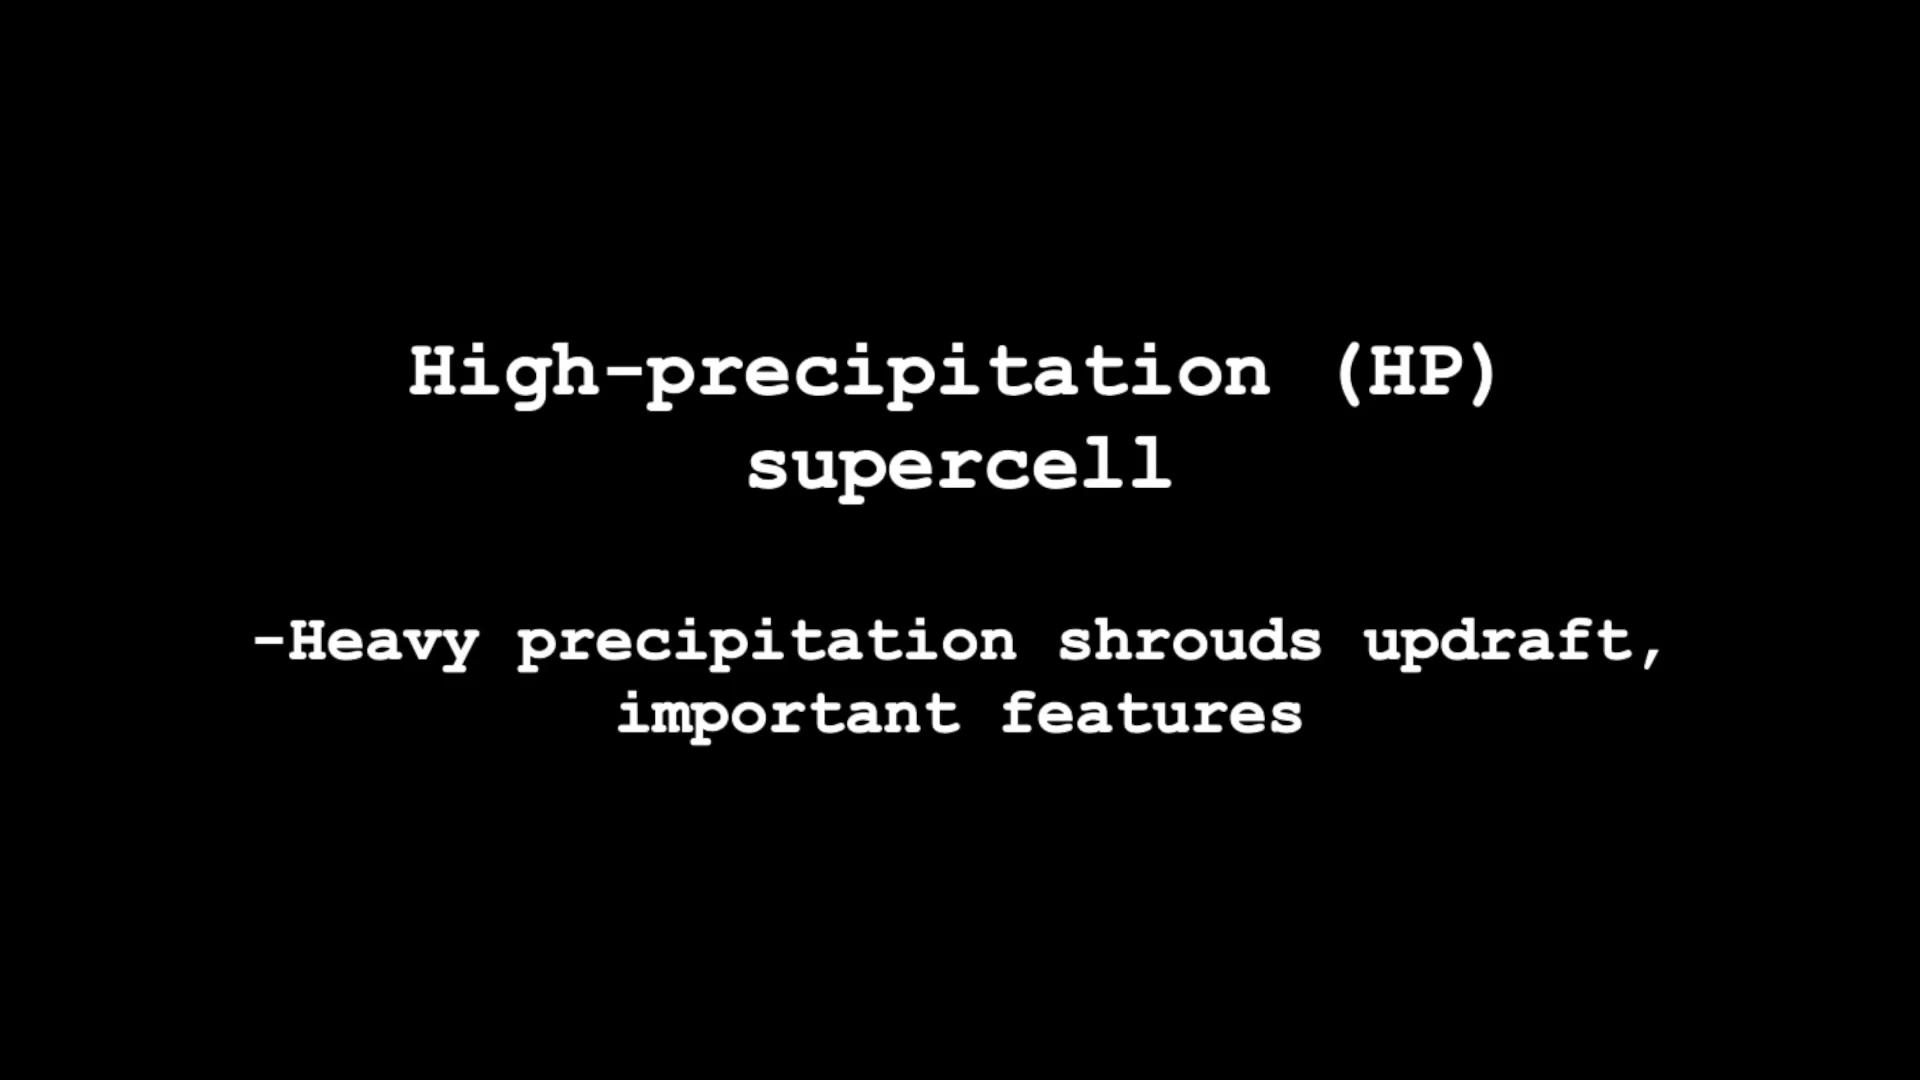 High-precipitation (HP)
supercell
-Heavy precipitation shrouds updraft,
important features